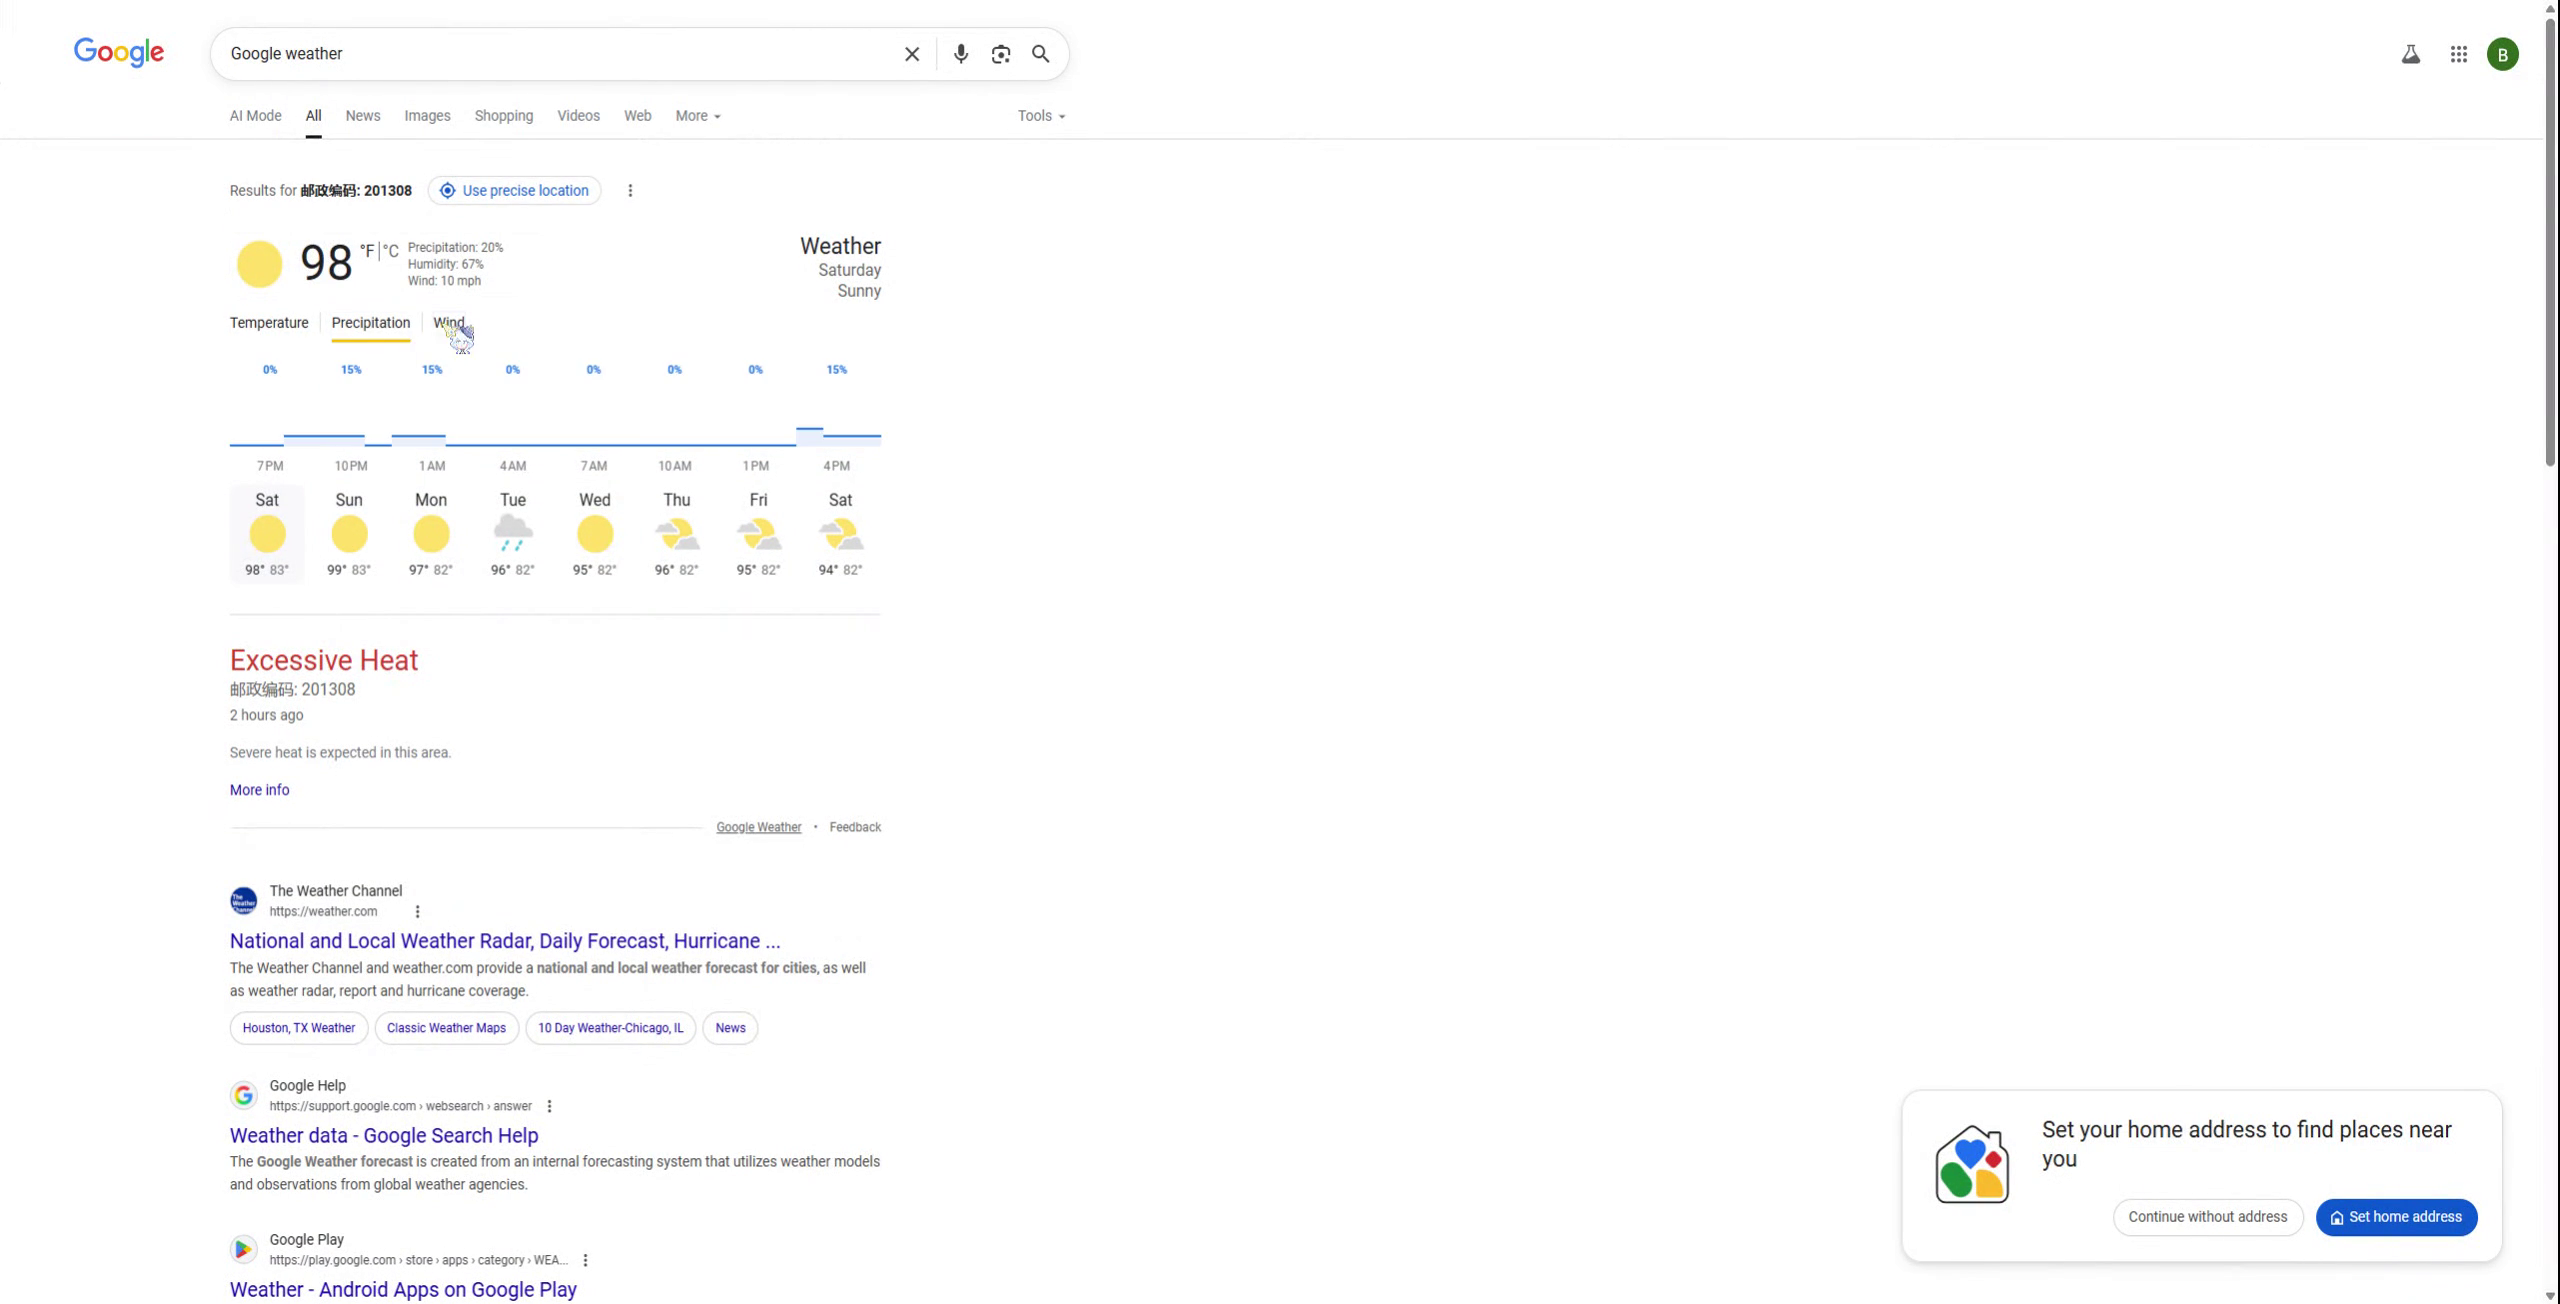 Google
Google weather
AI Mode All News Images Shopping Videos Web More Tools
Results for 邮政编码: 201308 Use precise location
98 °F | °C
Precipitation: 20%
Humidity: 67%
Wind: 10 mph
Weather
Saturday
Sunny
Temperature Precipitation Wind
0% 15% 15% 0% 0% 0% 0% 15%
7 PM 10 PM 1 AM 4 AM 7 AM 10 AM 1 PM 4 PM
Sat Sun Mon Tue Wed Thu Fri Sat
98° 83° 99° 83° 97° 82° 96° 82° 95° 82° 96° 82° 95° 82° 94° 82°
Excessive Heat
邮政编码: 201308
2 hours ago
Severe heat is expected in this area.
More info
Google Weather • Feedback
The Weather Channel
https://weather.com
National and Local Weather Radar, Daily Forecast, Hurricane ...
The Weather Channel and weather.com provide a national and local weather forecast for cities, as well
as weather radar, report and hurricane coverage.
Houston, TX Weather Classic Weather Maps 10 Day Weather-Chicago, IL News
Google Help
https://support.google.com › websearch › answer
Weather data - Google Search Help
The Google Weather forecast is created from an internal forecasting system that utilizes weather models
and observations from global weather agencies.
Google Play
https://play.google.com › store › apps › category › WEA...
Weather - Android Apps on Google Play
B
Set your home address to find places near
you
Continue without address Set home address